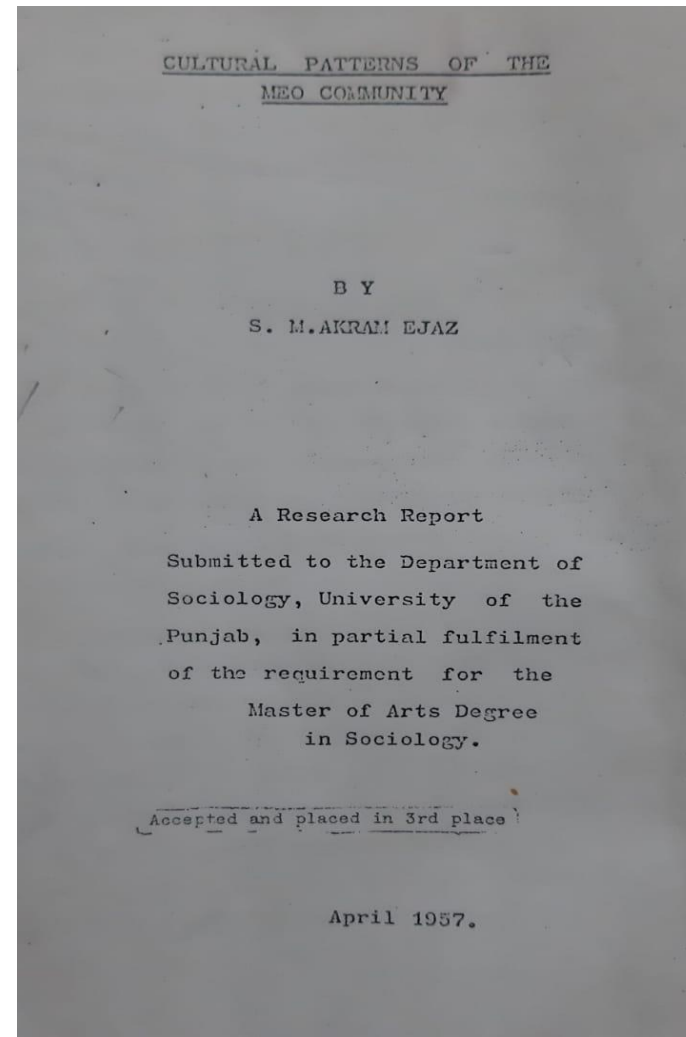 CULTURAL PATTERNS OF THE
MEO COMMUNITY
B Y
S. M.AKRAM EJAZ
A Research Report
Submitted to the Department of
Sociology, University of the
Punjab, in partial fulfilment
of the requirement for the
Master of Arts Degree
in Sociology.
Accepted and placed in 3rd place
April 1957.